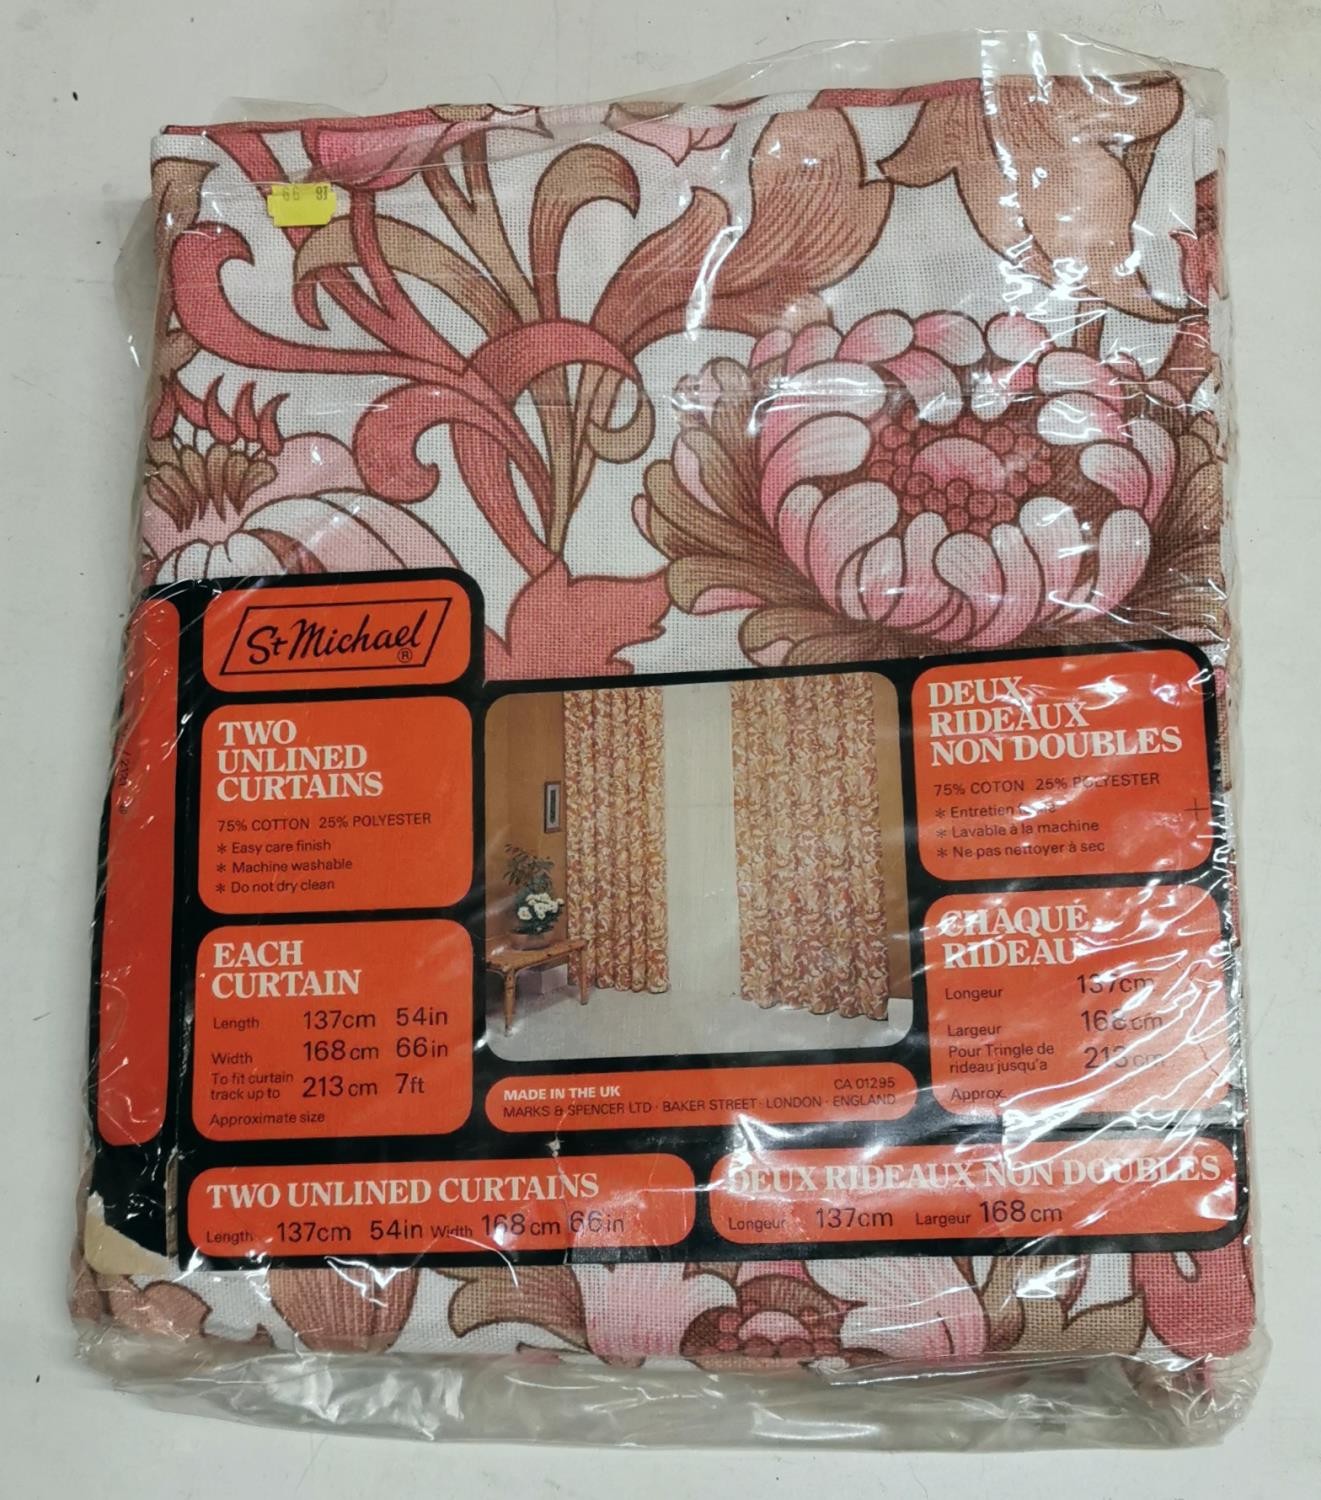 St Michael ®
TWO
UNLINED
CURTAINS
75% COTTON 25% POLYESTER
* Easy care finish
* Machine washable
* Do not dry clean
EACH
CURTAIN
Length 137cm 54in
Width 168cm 66in
To fit curtain
track up to 213cm 7ft
Approximate size
MADE IN THE UK CA 01295
MARKS & SPENCER LTD · BAKER STREET · LONDON · ENGLAND
DEUX
RIDEAUX
NON DOUBLES
75% COTON 25% POLYESTER
* Entretien
* Lavable à la machine
* Ne pas nettoyer à sec
CHAQUE
RIDEAU
Longeur 137cm
Largeur 168cm
Pour Tringle de
rideau jusqu'a 213cm
Approx.
TWO UNLINED CURTAINS
Length 137cm 54in Width 168cm 66in
DEUX RIDEAUX NON DOUBLES
Longeur 137cm Largeur 168cm